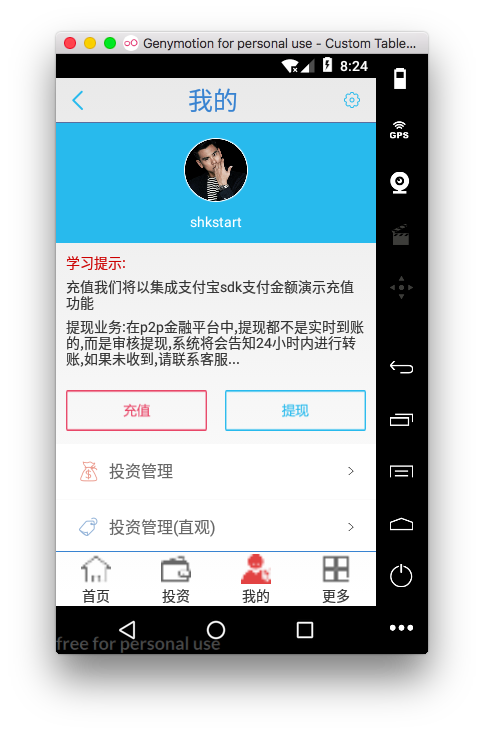 Genymotion for personal use - Custom Table...
8:24
我的
shkstart
学习提示:
充值我们将以集成支付宝sdk支付金额演示充值
功能
提现业务:在p2p金融平台中,提现都不是实时到账
的,而是审核提现,系统将会告知24小时内进行转
账,如果未收到,请联系客服...
充值
提现
投资管理
投资管理(直观)
首页
投资
我的
更多
GPS
free for personal use